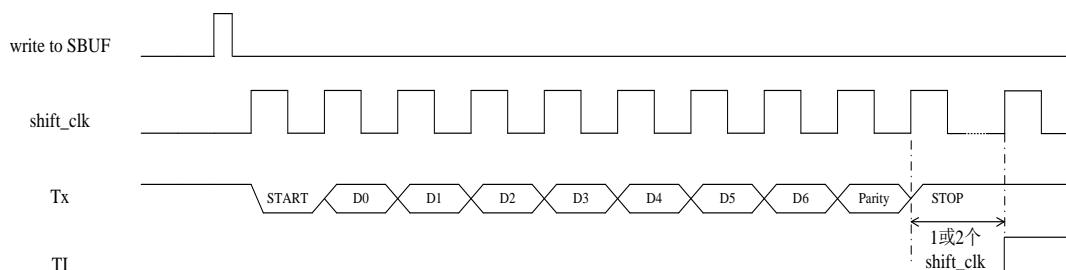 write to SBUF
shift_clk
Tx START D0 D1 D2 D3 D4 D5 D6 Parity STOP
1或2个
shift_clk
TI